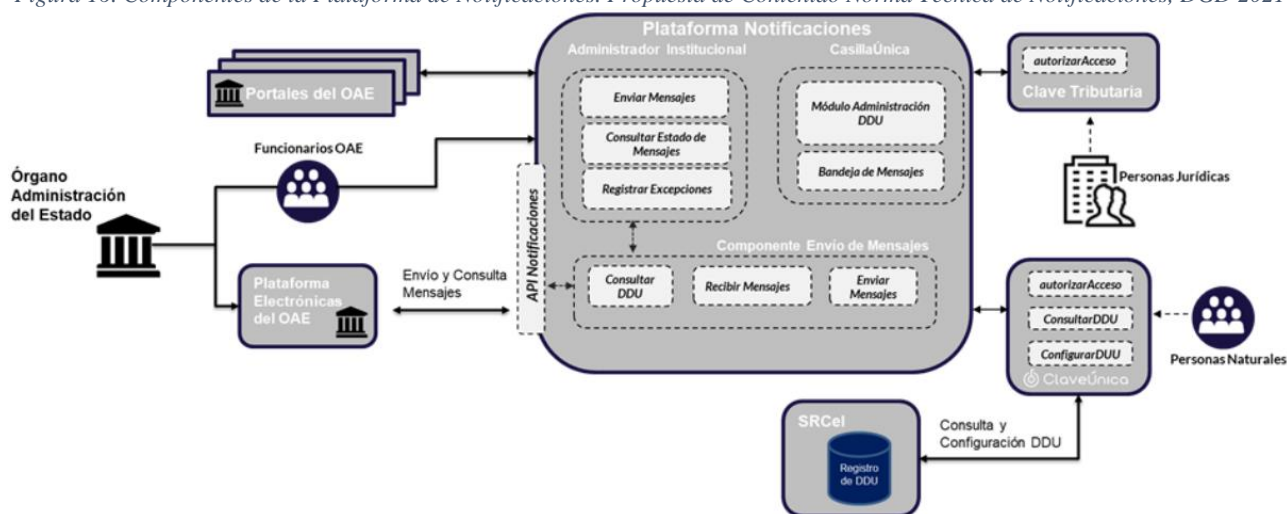 Figura 13. Componentes de la Plataforma de Notificaciones. Propuesta de Contenido Norma Técnica de Notificaciones, DGD 2021
Plataforma Notificaciones
Administrador Institucional
CasillaÚnica
Portales del OAE
Enviar Mensajes
Consultar Estado de
Mensajes
Registrar Excepciones
Módulo Administración
DDU
Bandeja de Mensajes
autorizarAcceso
Clave Tributaria
Funcionarios OAE
Órgano
Administración
del Estado
Personas Jurídicas
Plataforma
Electrónicas
del OAE
Envío y Consulta
Mensajes
API Notificaciones
Componente Envío de Mensajes
Consultar
DDU
Recibir Mensajes
Enviar
Mensajes
autorizarAcceso
ConsultarDDU
ConfigurarDUU
ClaveÚnica
Personas Naturales
SRCeI
Registro
de DDU
Consulta y
Configuración DDU